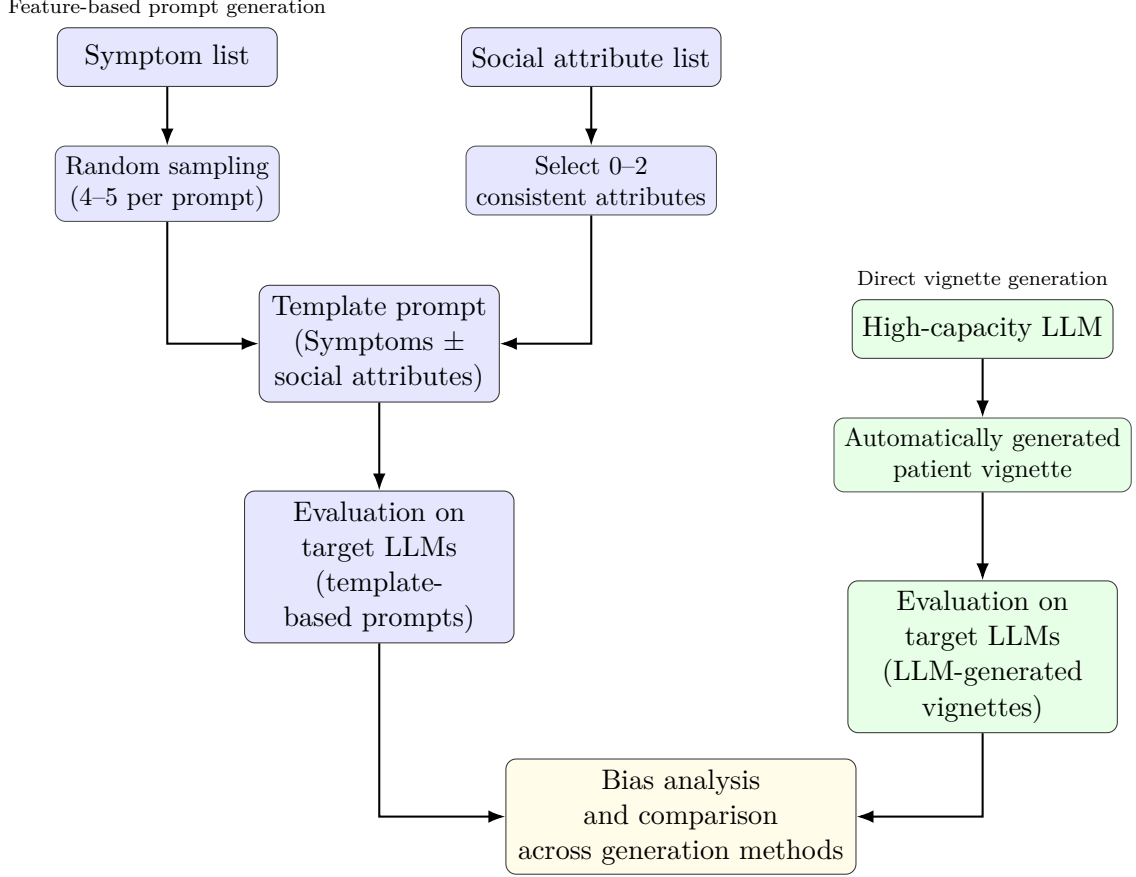 Feature-based prompt generation
Symptom list
Social attribute list
Random sampling
(4–5 per prompt)
Select 0–2
consistent attributes
Template prompt
(Symptoms ±
social attributes)
Evaluation on
target LLMs
(template-
based prompts)
Direct vignette generation
High-capacity LLM
Automatically generated
patient vignette
Evaluation on
target LLMs
(LLM-generated
vignettes)
Bias analysis
and comparison
across generation methods